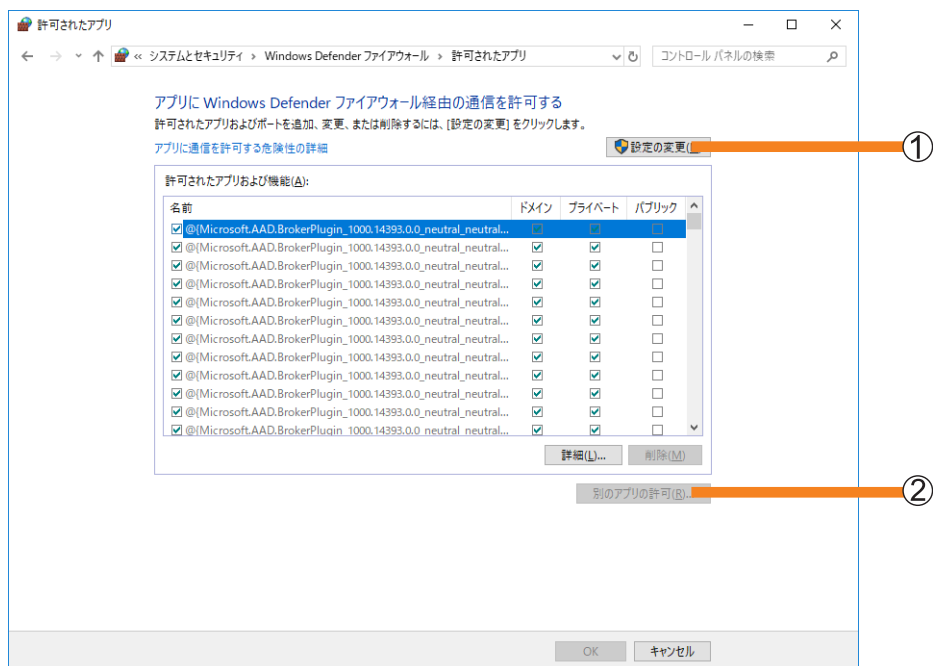 許可されたアプリ
« システムとセキュリティ › Windows Defender ファイアウォール › 許可されたアプリ
コントロール パネルの検索
アプリに Windows Defender ファイアウォール経由の通信を許可する
許可されたアプリおよびポートを追加、変更、または削除するには、[設定の変更] をクリックします。
アプリに通信を許可する危険性の詳細
設定の変更(
①
許可されたアプリおよび機能(A):
名前 ドメイン プライベート パブリック
@{Microsoft.AAD.BrokerPlugin_1000.14393.0.0_neutral_neutral...
@{Microsoft.AAD.BrokerPlugin_1000.14393.0.0_neutral_neutral...
@{Microsoft.AAD.BrokerPlugin_1000.14393.0.0_neutral_neutral...
@{Microsoft.AAD.BrokerPlugin_1000.14393.0.0_neutral_neutral...
@{Microsoft.AAD.BrokerPlugin_1000.14393.0.0_neutral_neutral...
@{Microsoft.AAD.BrokerPlugin_1000.14393.0.0_neutral_neutral...
@{Microsoft.AAD.BrokerPlugin_1000.14393.0.0_neutral_neutral...
@{Microsoft.AAD.BrokerPlugin_1000.14393.0.0_neutral_neutral...
@{Microsoft.AAD.BrokerPlugin_1000.14393.0.0_neutral_neutral...
@{Microsoft.AAD.BrokerPlugin_1000.14393.0.0_neutral_neutral...
@{Microsoft.AAD.BrokerPlugin_1000.14393.0.0_neutral_neutral...
@{Microsoft.AAD.BrokerPlugin_1000.14393.0.0_neutral_neutral...
詳細(L)... 削除(M)
別のアプリの許可(R)...
②
OK キャンセル